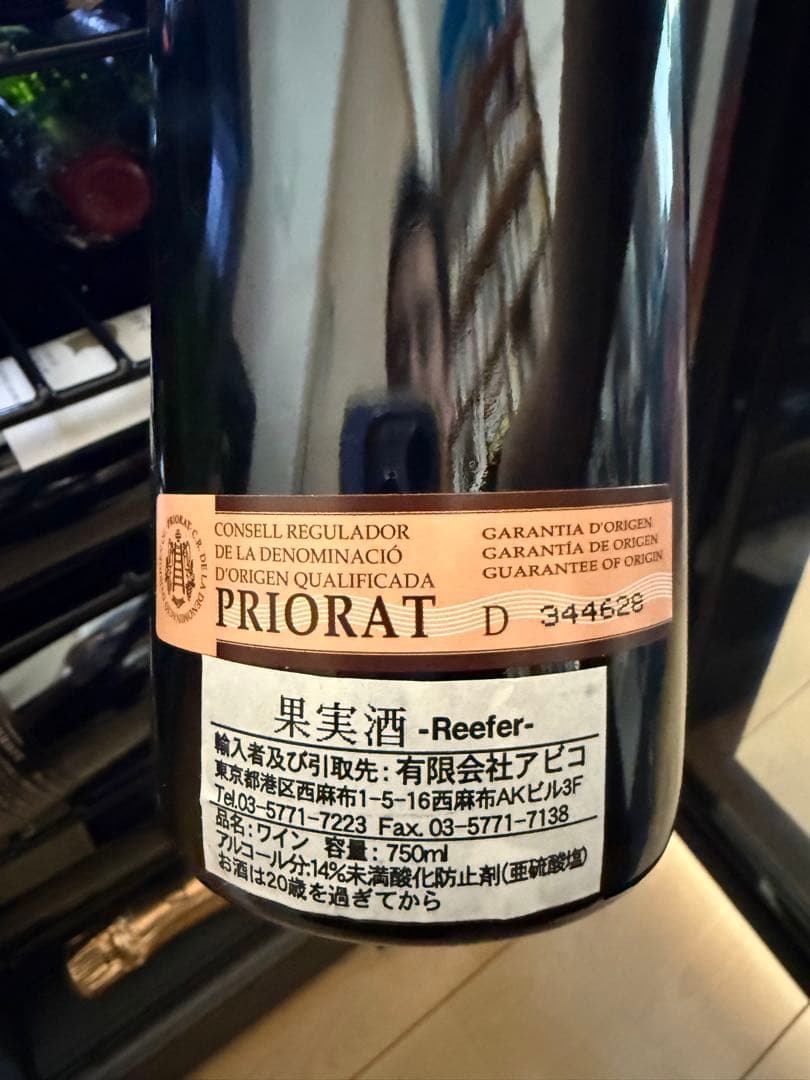 PRIORAT C.R. DE LA DENOMINACIÓ
CONSELL REGULADOR
DE LA DENOMINACIÓ
D'ORIGEN QUALIFICADA
PRIORAT
GARANTIA D'ORIGEN
GARANTÍA DE ORIGEN
GUARANTEE OF ORIGIN
D 344628
果実酒 -Reefer-
輸入者及び引取先:有限会社アビコ
東京都港区西麻布1-5-16西麻布AKビル3F
Tel.03-5771-7223 Fax. 03-5771-7138
品名:ワイン 容量:750ml
アルコール分:14%未満酸化防止剤(亜硫酸塩)
お酒は20歳を過ぎてから